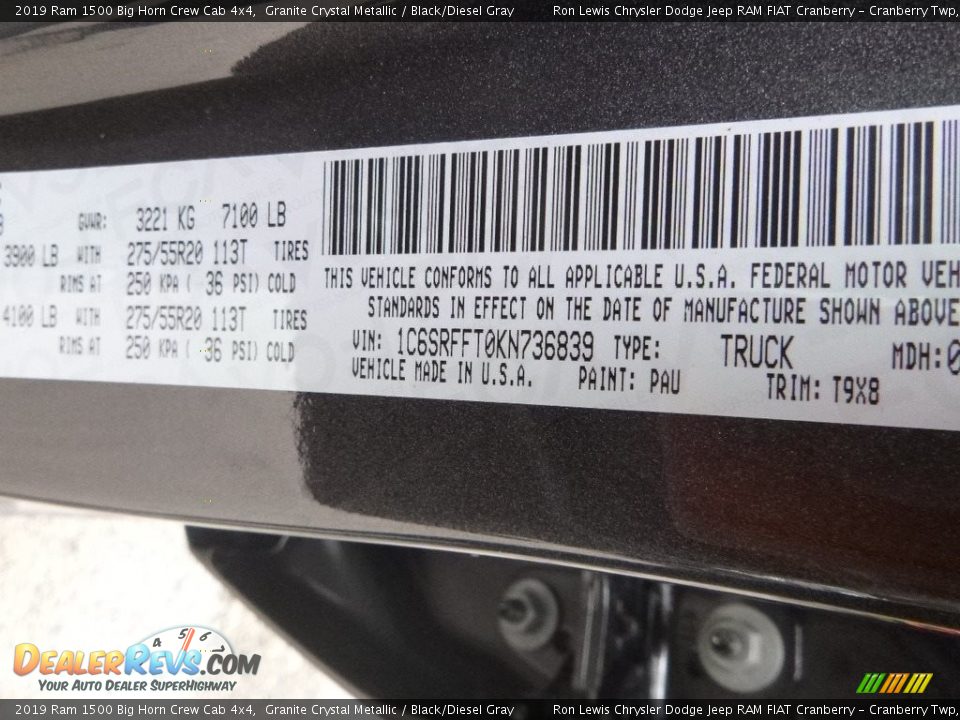 2019 Ram 1500 Big Horn Crew Cab 4x4, Granite Crystal Metallic / Black/Diesel Gray Ron Lewis Chrysler Dodge Jeep RAM FIAT Cranberry - Cranberry Twp,
GVWR: 3221 KG 7100 LB
3900 LB WITH 275/55R20 113T TIRES
RIMS AT 250 KPA ( 36 PSI) COLD
4100 LB WITH 275/55R20 113T TIRES
RIMS AT 250 KPA ( 36 PSI) COLD
THIS VEHICLE CONFORMS TO ALL APPLICABLE U.S.A. FEDERAL MOTOR VEH
STANDARDS IN EFFECT ON THE DATE OF MANUFACTURE SHOWN ABOVE
VIN: 1C6SRFFT0KN736839 TYPE: TRUCK MDH:0
VEHICLE MADE IN U.S.A. PAINT: PAU TRIM: T9X8
4 5 6
DEALERREVS.COM
YOUR AUTO DEALER SUPERHIGHWAY
2019 Ram 1500 Big Horn Crew Cab 4x4, Granite Crystal Metallic / Black/Diesel Gray Ron Lewis Chrysler Dodge Jeep RAM FIAT Cranberry - Cranberry Twp,